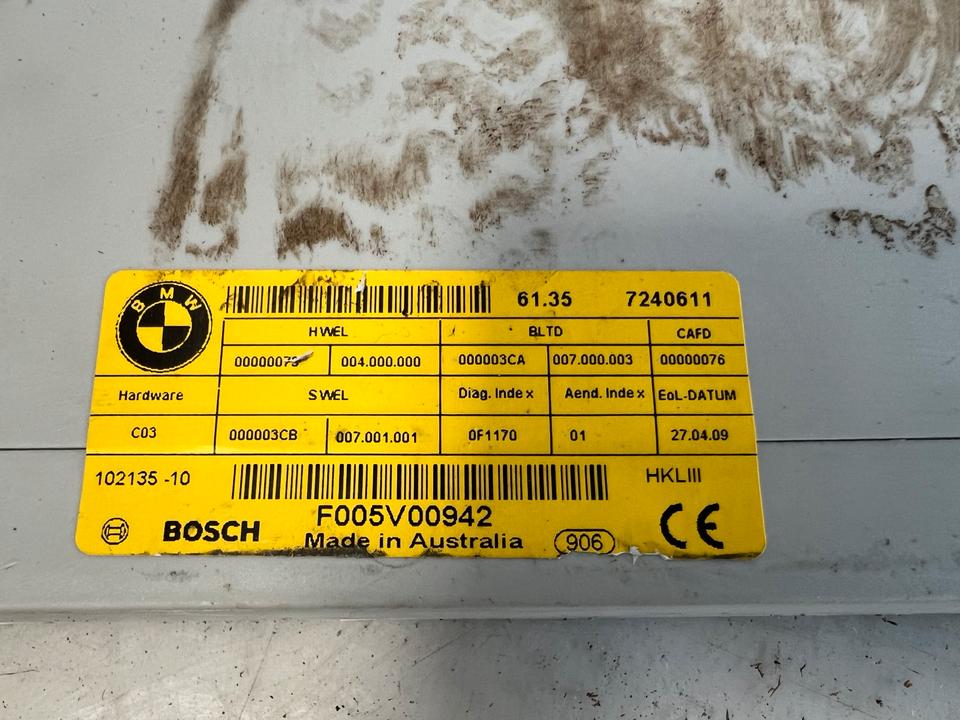 BMW
61.35 7240611
HWEL BLTD CAFD
00000073 004.000.000 000003CA 007.000.003 00000076
Hardware SWEL Diag. Index Aend. Index EoL-DATUM
C03 000003CB 007.001.001 0F1170 01 27.04.09
102135 -10 HKLIII
F005V00942
BOSCH Made in Australia 906 CE